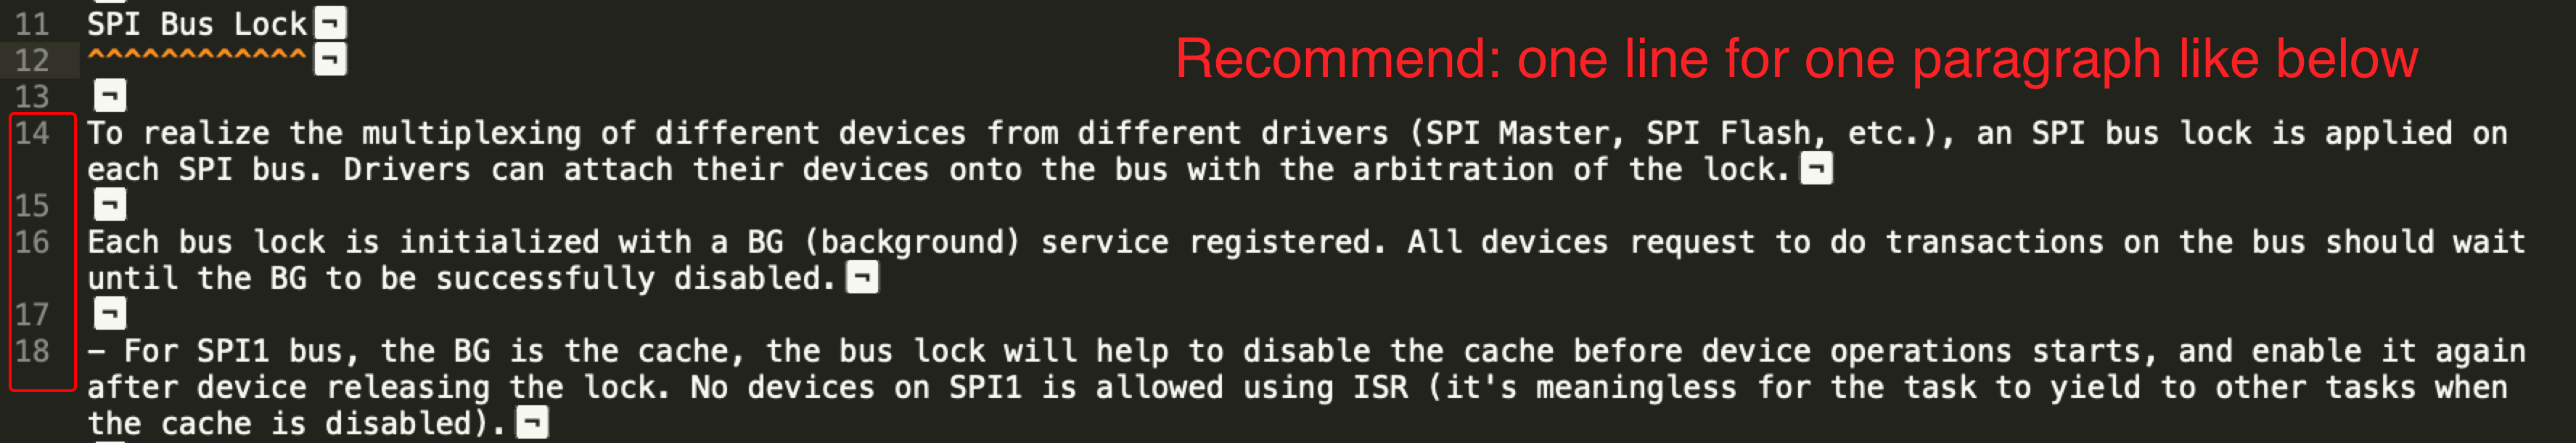 11 SPI Bus Lock¬
12 ^^^^^^^^^^^^¬
Recommend: one line for one paragraph like below
13 ¬
14 To realize the multiplexing of different devices from different drivers (SPI Master, SPI Flash, etc.), an SPI bus lock is applied on
each SPI bus. Drivers can attach their devices onto the bus with the arbitration of the lock.¬
15 ¬
16 Each bus lock is initialized with a BG (background) service registered. All devices request to do transactions on the bus should wait
until the BG to be successfully disabled.¬
17 ¬
18 - For SPI1 bus, the BG is the cache, the bus lock will help to disable the cache before device operations starts, and enable it again
after device releasing the lock. No devices on SPI1 is allowed using ISR (it's meaningless for the task to yield to other tasks when
the cache is disabled).¬